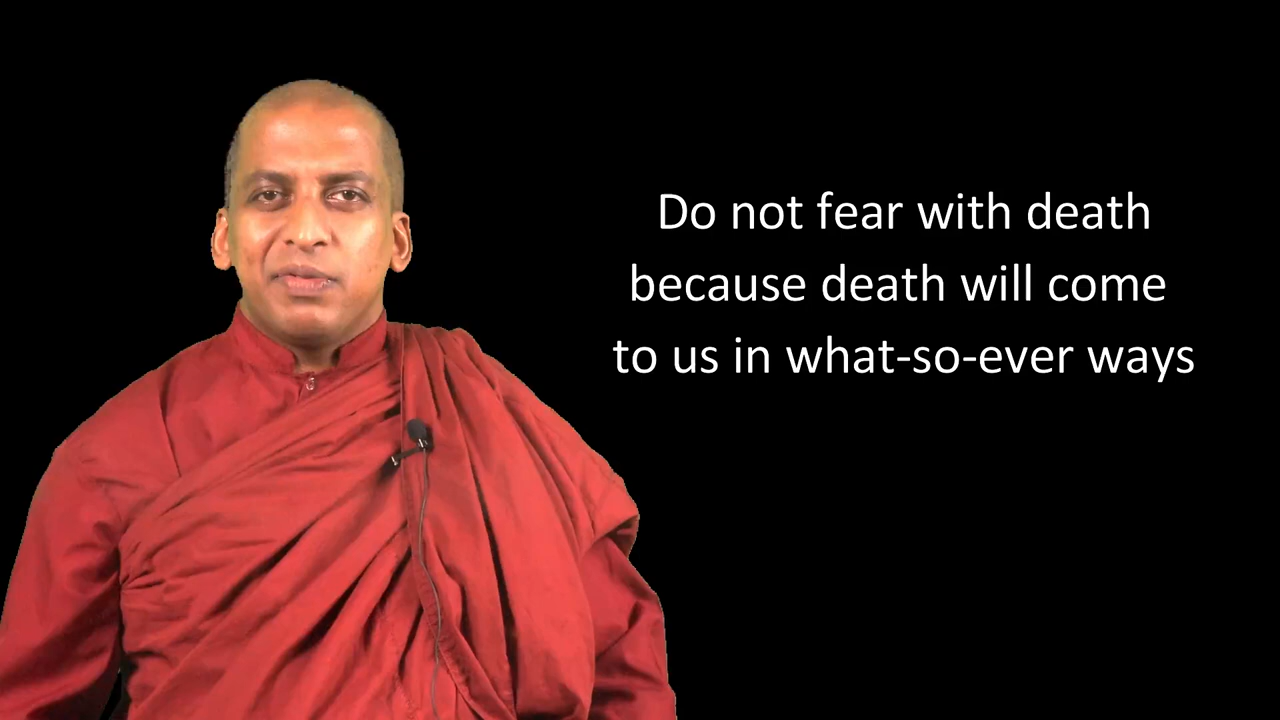 Do not fear with death
because death will come
to us in what-so-ever ways